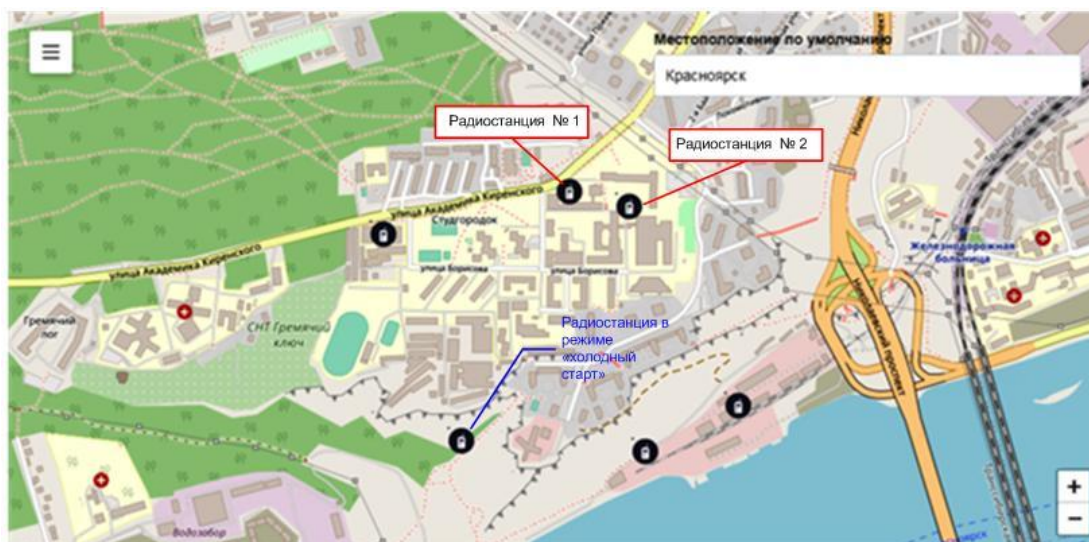 Местоположение по умолчанию
Красноярск
Радиостанция № 1
Радиостанция № 2
улица Академика Киренского
Студгородок
улица Академика Киренского
улица Борисова
улица Борисова
Железнодорожная
больница
Николаевский проспект
Гремячий
лог
СНТ Гремячий
ключ
Радиостанция в
режиме
«холодный
старт»
Водозабор
+
−